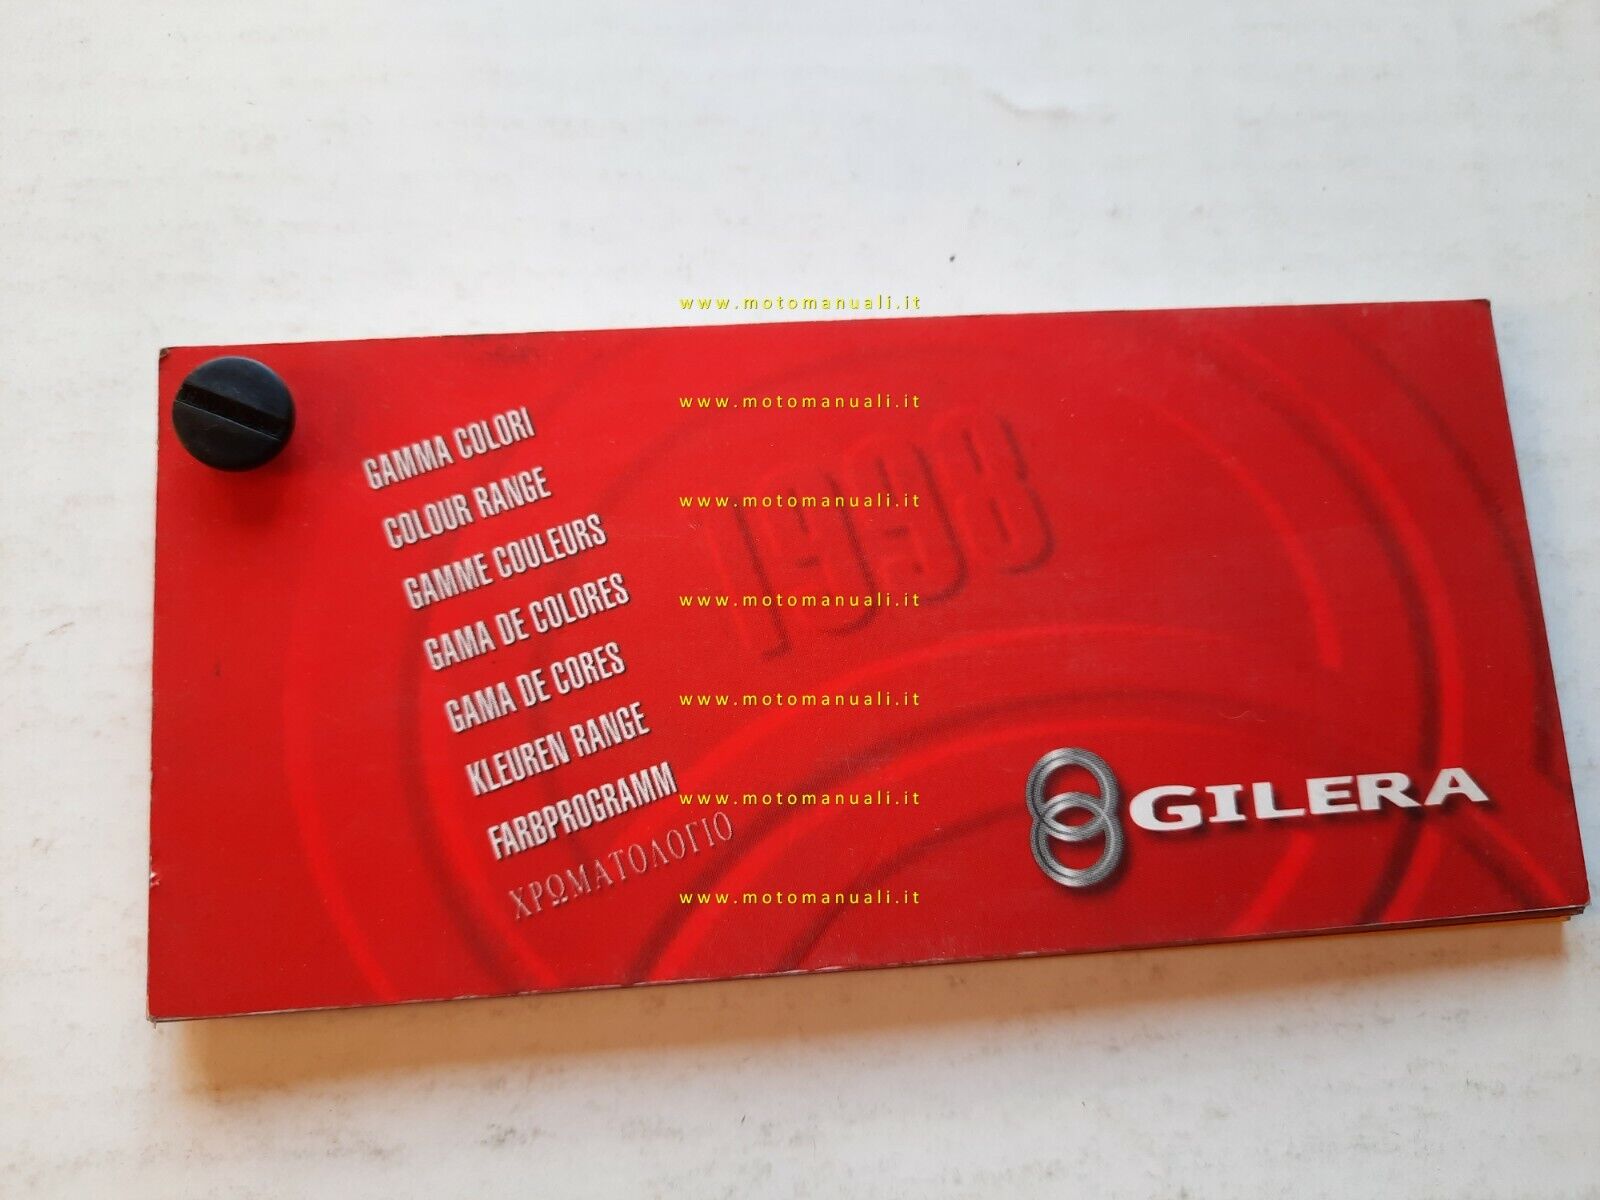 www.motomanuali.it
www.motomanuali.it
GAMMA COLORI
1998
COLOUR RANGE
www.motomanuali.it
GAMME COULEURS
GAMA DE COLORES
www.motomanuali.it
GAMA DE CORES
www.motomanuali.it
KLEUREN RANGE
FARBPROGRAMM
www.motomanuali.it
GILERA
ΧΡΩΜΑΤΟΛΟΓΙΟ
www.motomanuali.it